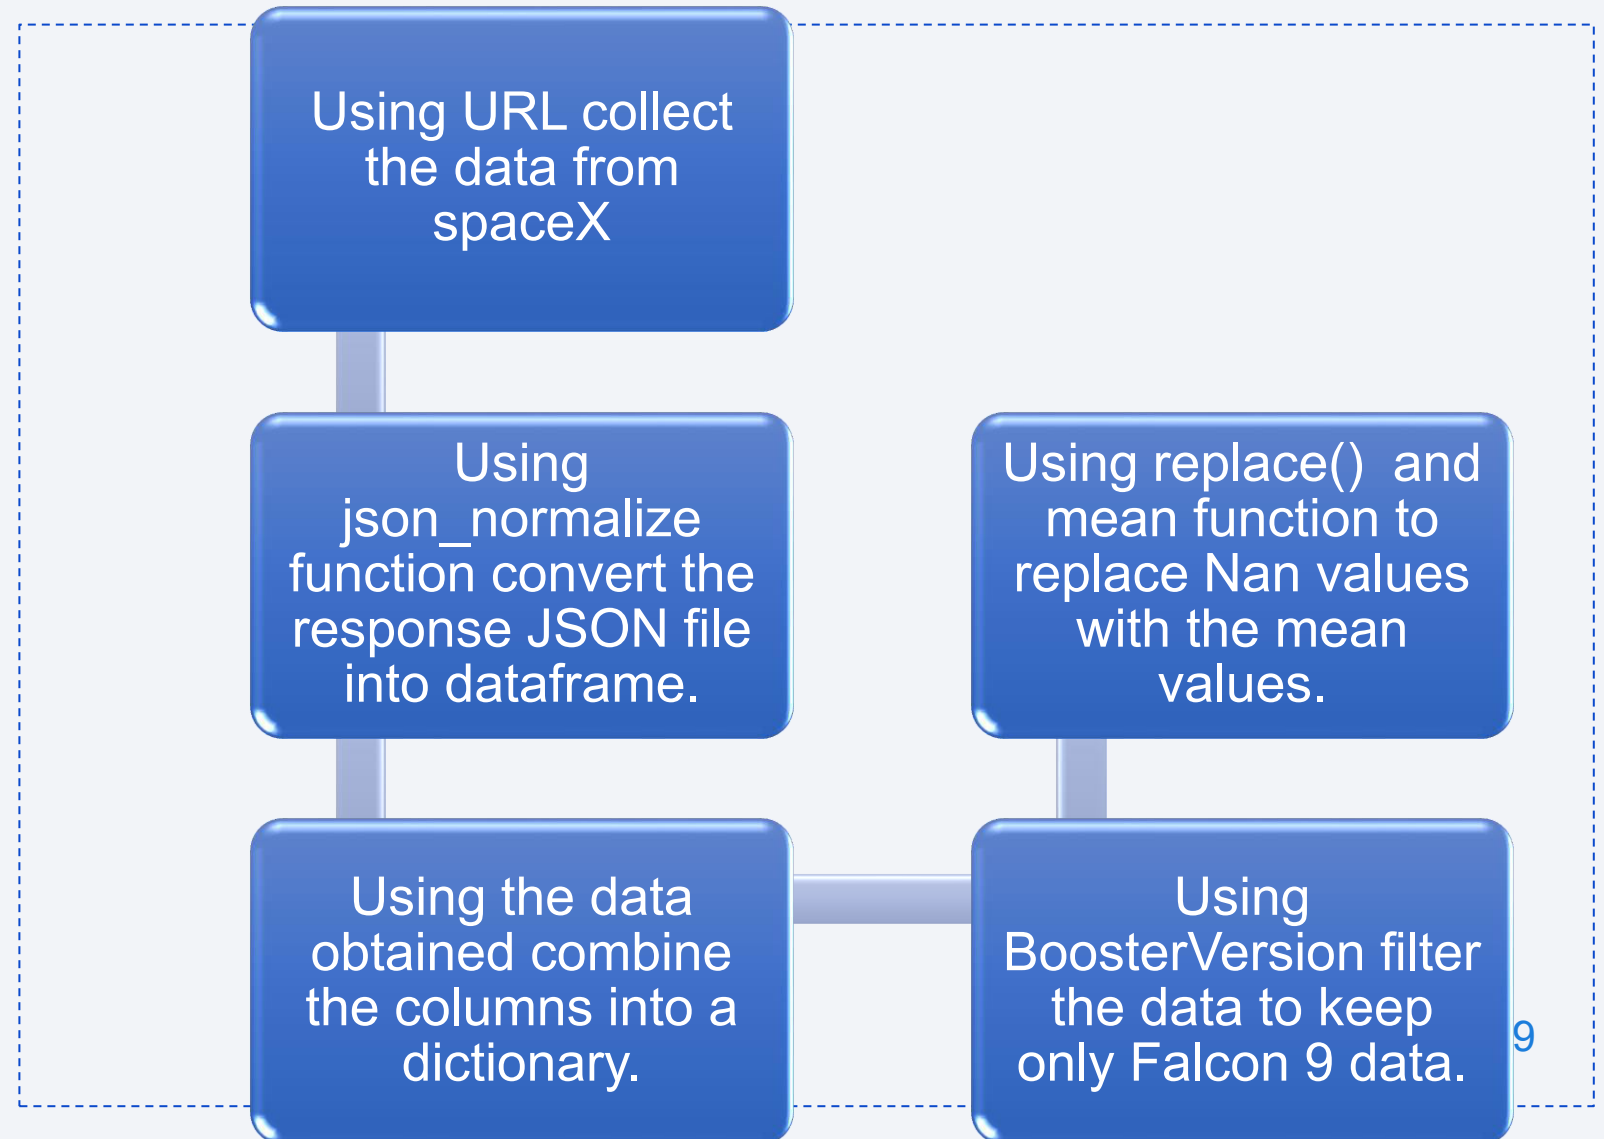 Using URL collect
the data from
spaceX
Using
json_normalize
function convert the
response JSON file
into dataframe.
Using the data
obtained combine
the columns into a
dictionary.
Using
BoosterVersion filter
the data to keep
only Falcon 9 data.
Using replace()  and
mean function to
replace Nan values
with the mean
values.
9